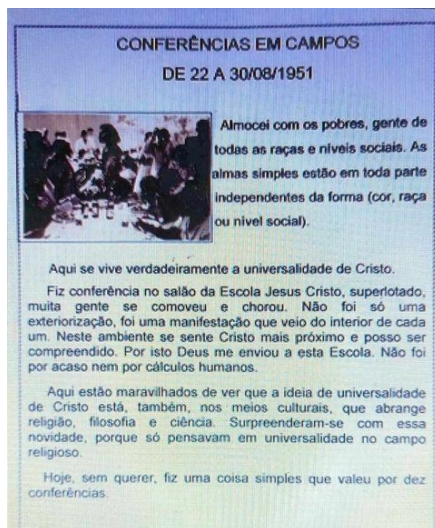 CONFERÊNCIAS EM CAMPOS
DE 22 A 30/08/1951
Almocei com os pobres, gente de
todas as raças e níveis sociais. As
almas simples estão em toda parte
independentes da forma (cor, raça
ou nível social).
Aqui se vive verdadeiramente a universalidade de Cristo.
Fiz conferência no salão da Escola Jesus Cristo, superlotado,
muita gente se comoveu e chorou. Não foi só uma
exteriorização, foi uma manifestação que veio do interior de cada
um. Neste ambiente se sente Cristo mais próximo e posso ser
compreendido. Por isto Deus me enviou a esta Escola. Não foi
por acaso nem por cálculos humanos.
Aqui estão maravilhados de ver que a ideia de universalidade
de Cristo está, também, nos meios culturais, que abrange
religião, filosofia e ciência. Surpreenderam-se com essa
novidade, porque só pensavam em universalidade no campo
religioso.
Hoje, sem querer, fiz uma coisa simples que valeu por dez
conferências.